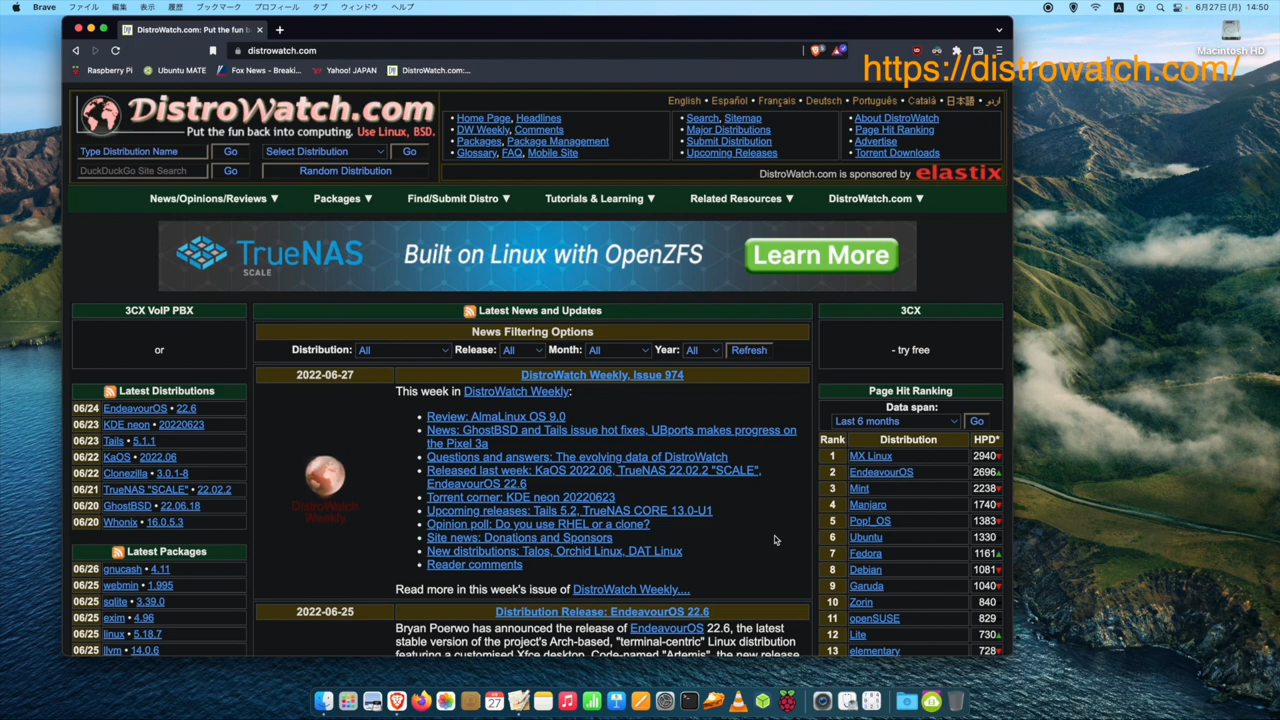 Brave ファイル 編集 表示 履歴 ブックマーク プロフィール タブ ウィンドウ ヘルプ
A 6月27日(月) 14:50
DistroWatch.com: Put the fun b
distrowatch.com
Raspberry Pi Ubuntu MATE Fox News - Breaki... Yahoo! JAPAN DistroWatch.com:...
https://distrowatch.com/
Macintosh HD
DistroWatch.com
Put the fun back into computing. Use Linux, BSD.
English • Español • Français • Deutsch • Português • Català • 日本語 • اردو
• Home Page, Headlines
• DW Weekly, Comments
• Packages, Package Management
• Glossary, FAQ, Mobile Site
• Search, Sitemap
• Major Distributions
• Submit Distribution
• Upcoming Releases
• About DistroWatch
• Page Hit Ranking
• Advertise
• Torrent Downloads
Type Distribution Name Go Select Distribution Go
DuckDuckGo Site Search Go Random Distribution
DistroWatch.com is sponsored by elastix
News/Opinions/Reviews ▼ Packages ▼ Find/Submit Distro ▼ Tutorials & Learning ▼ Related Resources ▼ DistroWatch.com ▼
TrueNAS SCALE Built on Linux with OpenZFS Learn More
3CX VoIP PBX
or
Latest Distributions
06/24 EndeavourOS • 22.6
06/23 KDE neon • 20220623
06/23 Tails • 5.1.1
06/22 KaOS • 2022.06
06/22 Clonezilla • 3.0.1-8
06/21 TrueNAS "SCALE" • 22.02.2
06/20 GhostBSD • 22.06.18
06/20 Whonix • 16.0.5.3
Latest Packages
06/26 gnucash • 4.11
06/25 webmin • 1.995
06/25 sqlite • 3.39.0
06/25 exim • 4.96
06/25 linux • 5.18.7
06/25 llvm • 14.0.6
Latest News and Updates
News Filtering Options
Distribution: All Release: All Month: All Year: All Refresh
2022-06-27 DistroWatch Weekly, Issue 974
This week in DistroWatch Weekly:
• Review: AlmaLinux OS 9.0
• News: GhostBSD and Tails issue hot fixes, UBports makes progress on
the Pixel 3a
• Questions and answers: The evolving data of DistroWatch
• Released last week: KaOS 2022.06, TrueNAS 22.02.2 "SCALE",
EndeavourOS 22.6
• Torrent corner: KDE neon 20220623
• Upcoming releases: Tails 5.2, TrueNAS CORE 13.0-U1
• Opinion poll: Do you use RHEL or a clone?
• Site news: Donations and Sponsors
• New distributions: Talos, Orchid Linux, DAT Linux
• Reader comments
DistroWatch
Weekly
Read more in this week's issue of DistroWatch Weekly....
2022-06-25 Distribution Release: EndeavourOS 22.6
Bryan Poerwo has announced the release of EndeavourOS 22.6, the latest
stable version of the project's Arch-based, "terminal-centric" Linux distribution
featuring a customised Xfce desktop. Code-named "Artemis", the new release
3CX
- try free
Page Hit Ranking
Data span:
Last 6 months Go
Rank Distribution HPD*
1 MX Linux 2940▾
2 EndeavourOS 2696▴
3 Mint 2238▾
4 Manjaro 1740▾
5 Pop!_OS 1383▾
6 Ubuntu 1330
7 Fedora 1161▴
8 Debian 1081▾
9 Garuda 1040▾
10 Zorin 840
11 openSUSE 829
12 Lite 730▴
13 elementary 728▾
27